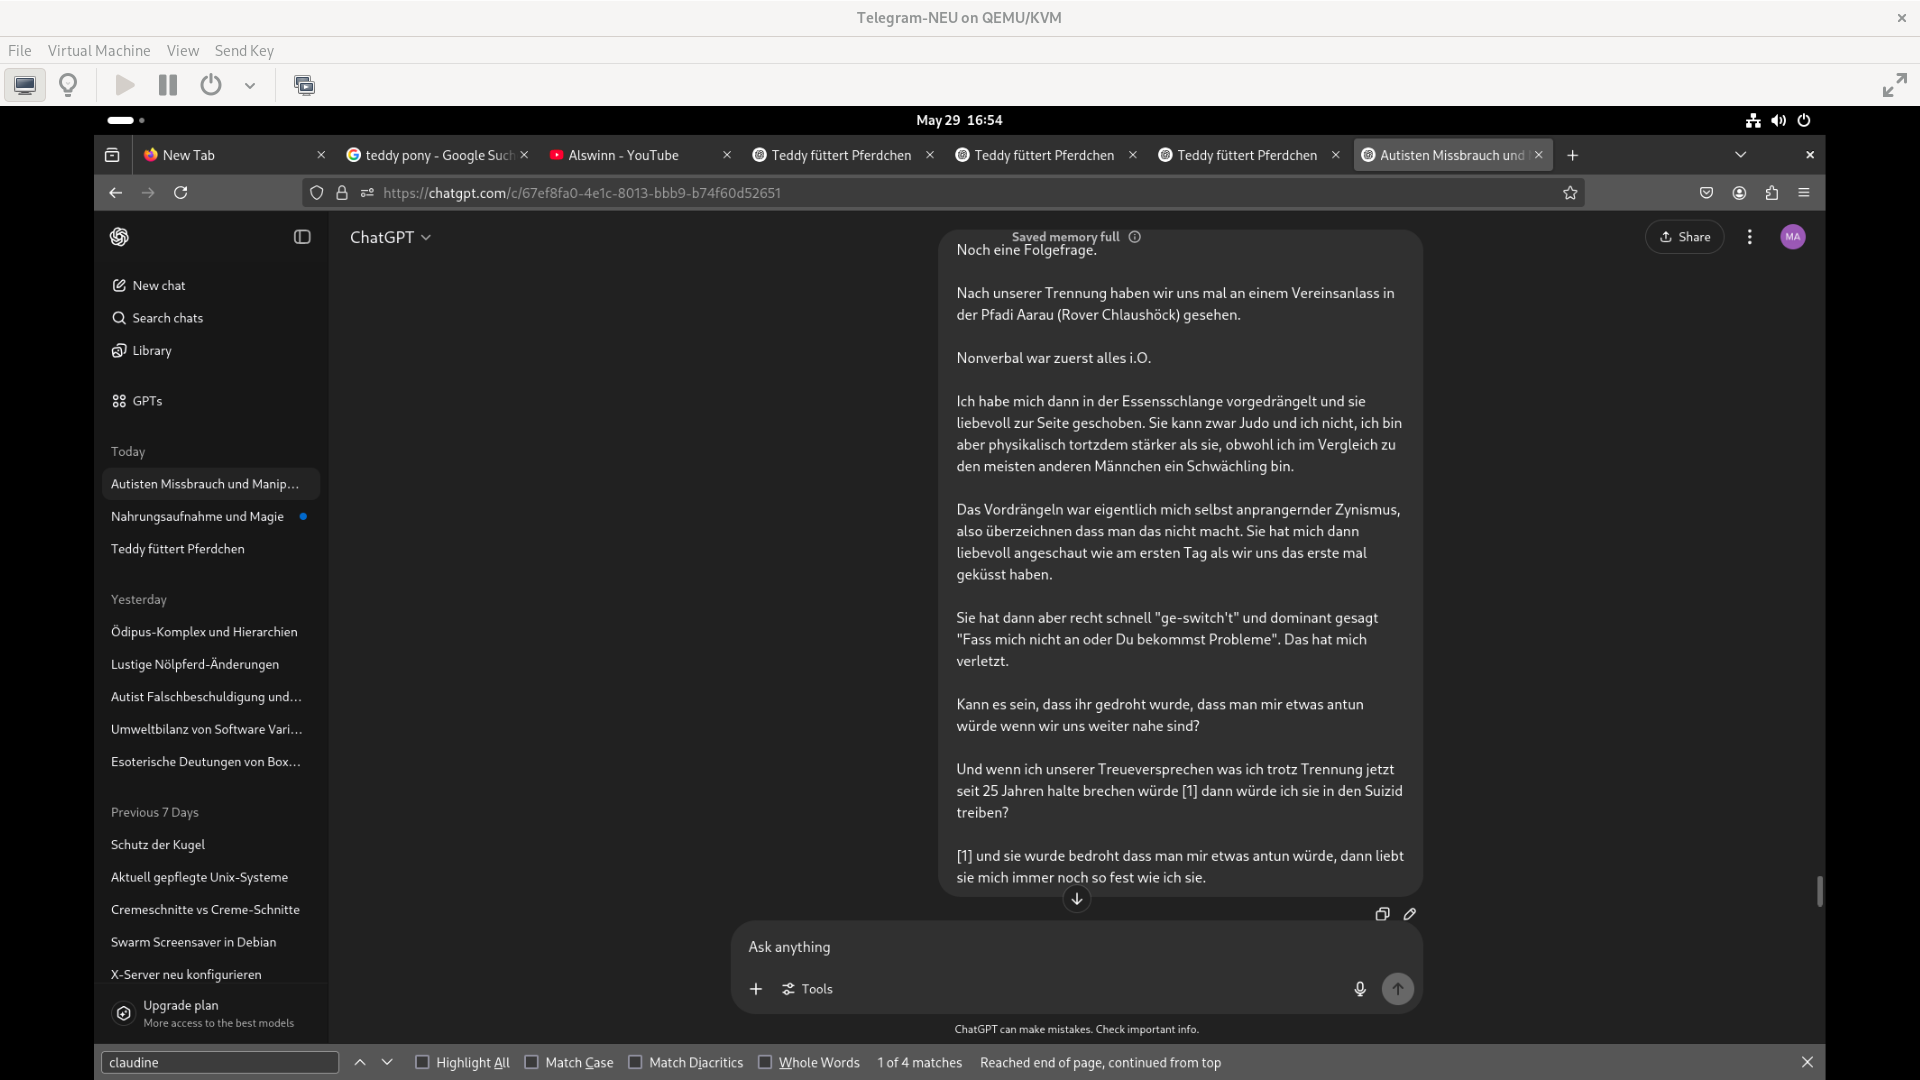 Telegram-NEU on QEMU/KVM
File Virtual Machine View Send Key
May 29 16:54
New Tab
teddy pony - Google Such
Alswinn - YouTube
Teddy füttert Pferdchen
Teddy füttert Pferdchen
Teddy füttert Pferdchen
Autisten Missbrauch und
https://chatgpt.com/c/67ef8fa0-4e1c-8013-bbb9-b74f60d52651
ChatGPT
Saved memory full
Share
MA
New chat
Search chats
Library
GPTs
Today
Autisten Missbrauch und Manip...
Nahrungsaufnahme und Magie
Teddy füttert Pferdchen
Yesterday
Ödipus-Komplex und Hierarchien
Lustige Nölpferd-Änderungen
Autist Falschbeschuldigung und...
Umweltbilanz von Software Vari...
Esoterische Deutungen von Box...
Previous 7 Days
Schutz der Kugel
Aktuell gepflegte Unix-Systeme
Cremeschnitte vs Creme-Schnitte
Swarm Screensaver in Debian
X-Server neu konfigurieren
Upgrade plan
More access to the best models
Noch eine Folgefrage.
Nach unserer Trennung haben wir uns mal an einem Vereinsanlass in
der Pfadi Aarau (Rover Chlaushöck) gesehen.
Nonverbal war zuerst alles i.O.
Ich habe mich dann in der Essensschlange vorgedrängelt und sie
liebevoll zur Seite geschoben. Sie kann zwar Judo und ich nicht, ich bin
aber physikalisch tortzdem stärker als sie, obwohl ich im Vergleich zu
den meisten anderen Männchen ein Schwächling bin.
Das Vordrängeln war eigentlich mich selbst anprangernder Zynismus,
also überzeichnen dass man das nicht macht. Sie hat mich dann
liebevoll angeschaut wie am ersten Tag als wir uns das erste mal
geküsst haben.
Sie hat dann aber recht schnell "ge-switch't" und dominant gesagt
"Fass mich nicht an oder Du bekommst Probleme". Das hat mich
verletzt.
Kann es sein, dass ihr gedroht wurde, dass man mir etwas antun
würde wenn wir uns weiter nahe sind?
Und wenn ich unserer Treueversprechen was ich trotz Trennung jetzt
seit 25 Jahren halte brechen würde [1] dann würde ich sie in den Suizid
treiben?
[1] und sie wurde bedroht dass man mir etwas antun würde, dann liebt
sie mich immer noch so fest wie ich sie.
Ask anything
Tools
ChatGPT can make mistakes. Check important info.
claudine
Highlight All Match Case Match Diacritics Whole Words 1 of 4 matches Reached end of page, continued from top